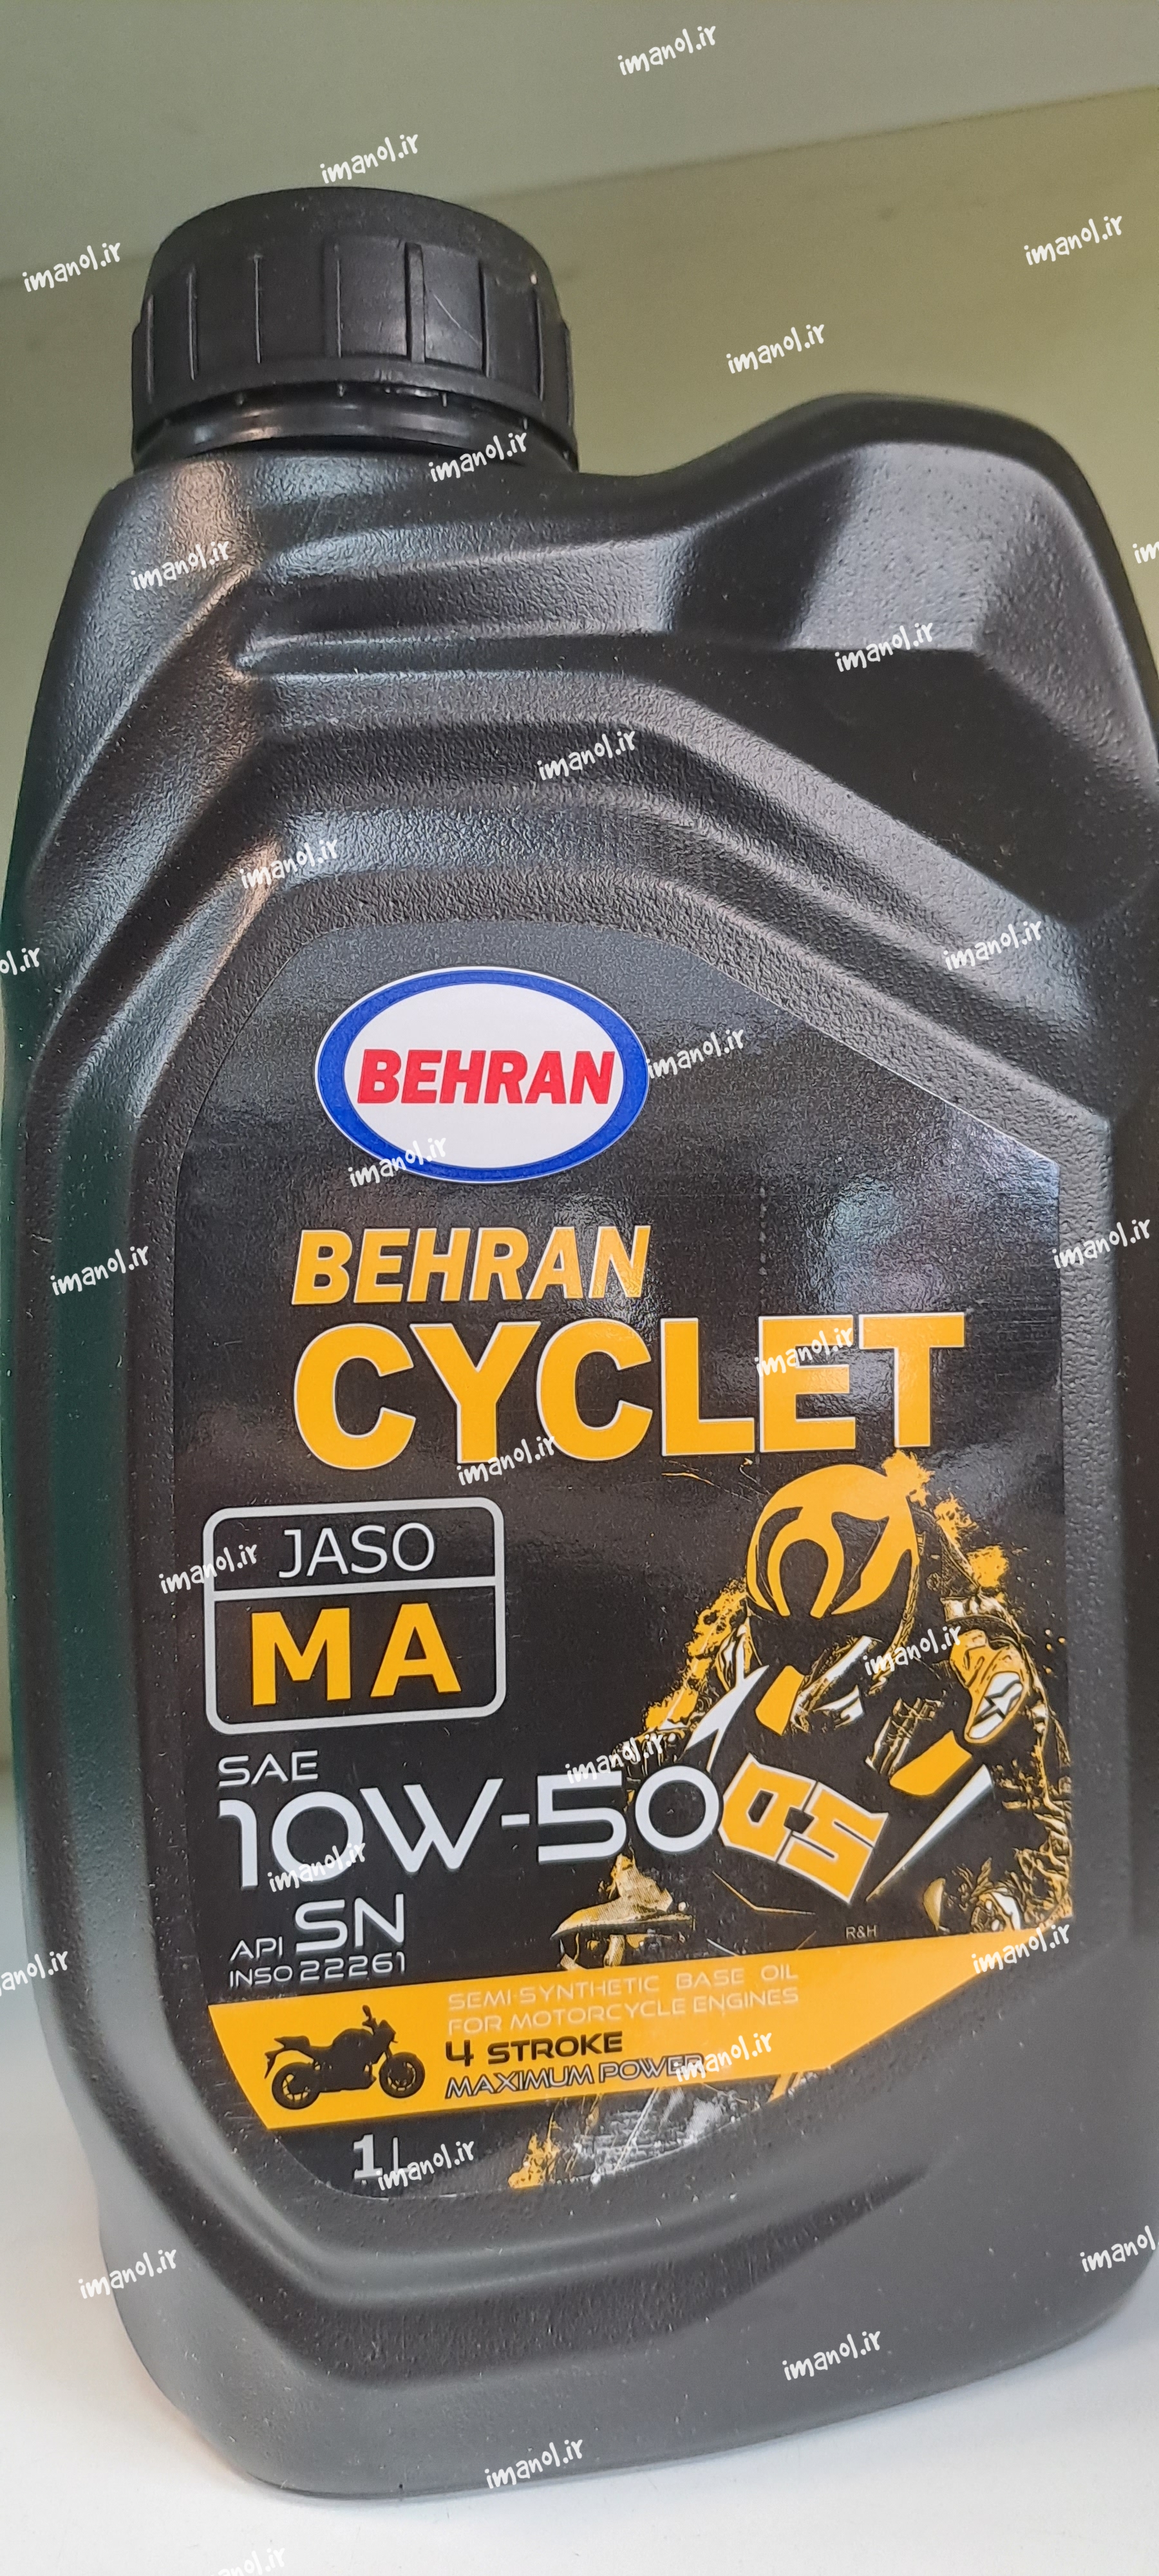 BEHRAN
BEHRAN
CYCLET
JASO
MA
SAE
10W-50
API SN
INSO 22261
R&H
SEMI-SYNTHETIC BASE OIL
FOR MOTORCYCLE ENGINES
4 STROKE
MAXIMUM POWER
1L
imanol.ir